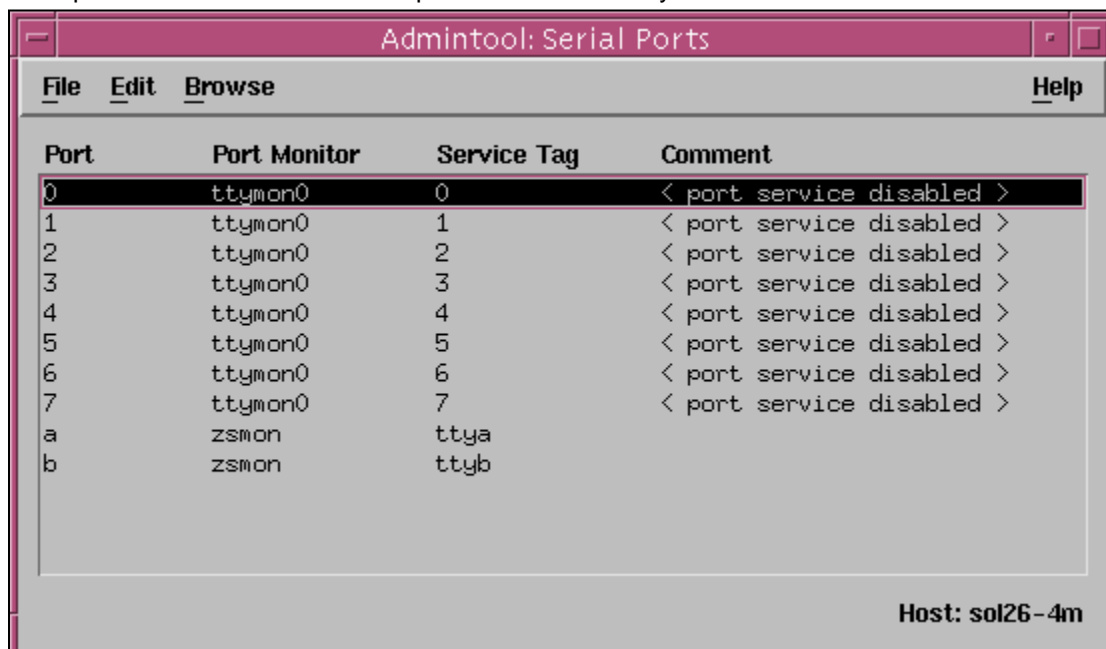 Admintool: Serial Ports
File Edit Browse Help
Port Port Monitor Service Tag Comment
0 ttymon0 0 < port service disabled >
1 ttymon0 1 < port service disabled >
2 ttymon0 2 < port service disabled >
3 ttymon0 3 < port service disabled >
4 ttymon0 4 < port service disabled >
5 ttymon0 5 < port service disabled >
6 ttymon0 6 < port service disabled >
7 ttymon0 7 < port service disabled >
a zsmon ttya
b zsmon ttyb
Host: sol26-4m